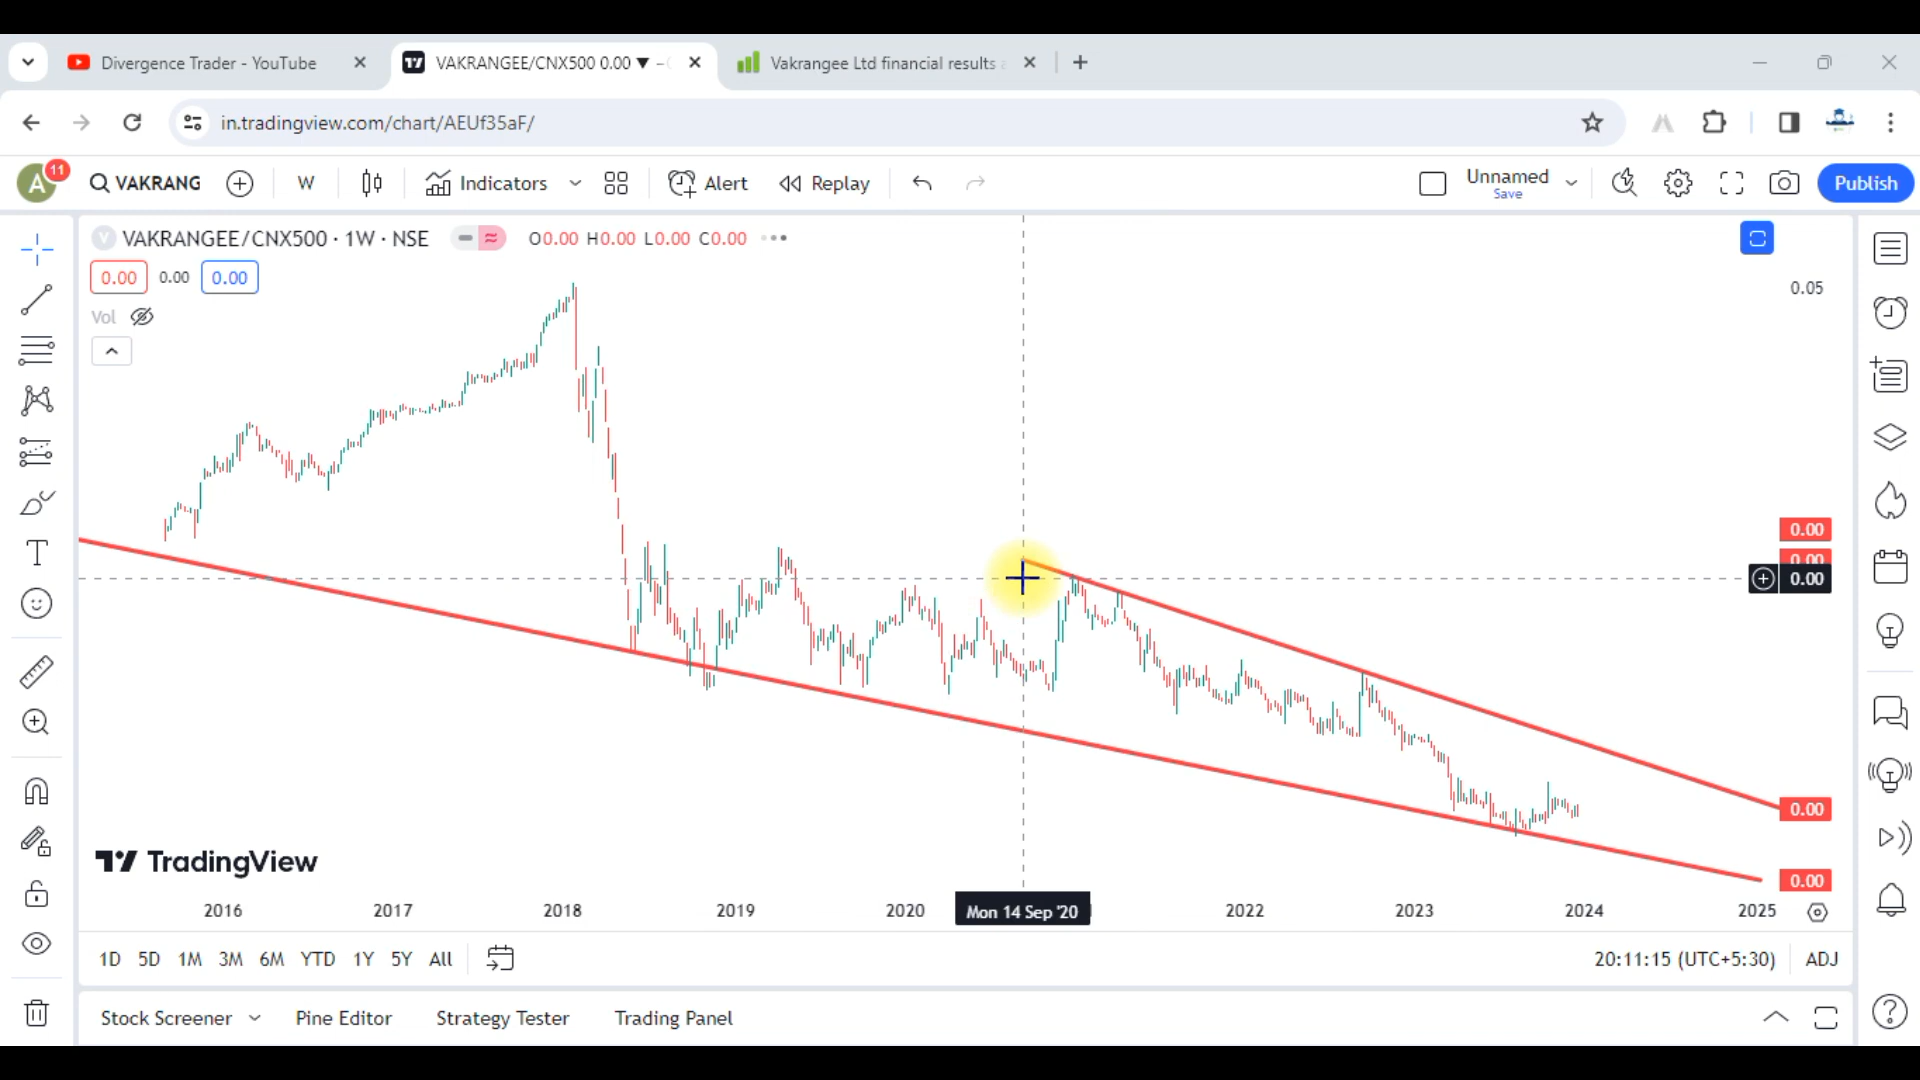 Divergence Trader - YouTube
VAKRANGEE/CNX500 0.00 ▼ –
Vakrangee Ltd financial results
in.tradingview.com/chart/AEUf35aF/
A
11
VAKRANG
W
Indicators
Alert
Replay
Unnamed
Save
Publish
V VAKRANGEE/CNX500 · 1W · NSE
O0.00 H0.00 L0.00 C0.00
0.00 0.00 0.00
Vol
0.05
0.00
0.00
0.00
0.00
0.00
TradingView
2016 2017 2018 2019 2020 Mon 14 Sep '20 2022 2023 2024 2025
1D 5D 1M 3M 6M YTD 1Y 5Y All
20:11:15 (UTC+5:30) ADJ
Stock Screener Pine Editor Strategy Tester Trading Panel